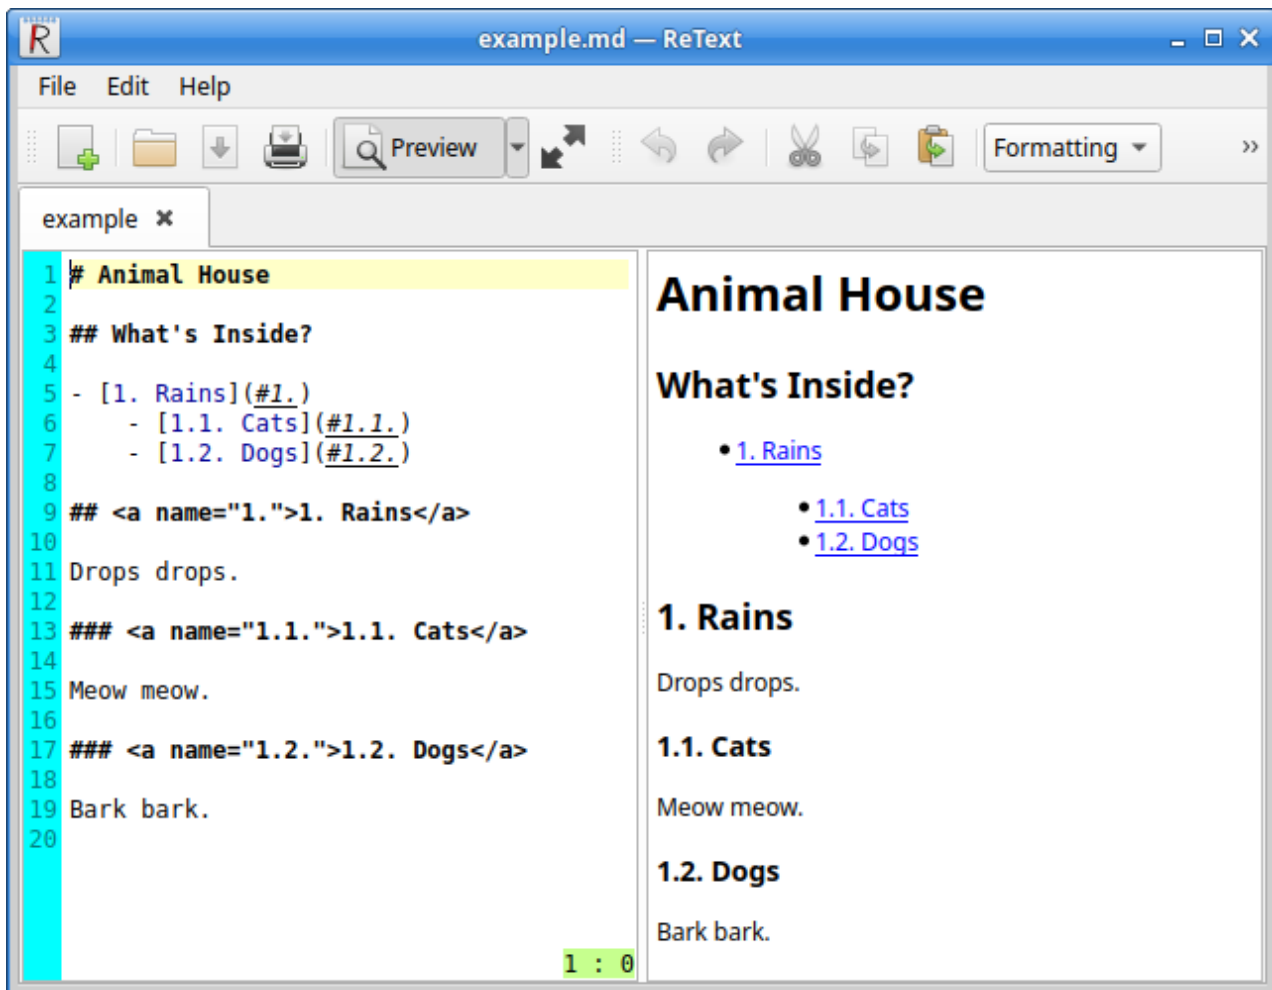 R
example.md — ReText
File Edit Help
Preview
Formatting
»
example
1 # Animal House
2
3 ## What's Inside?
4
5 - [1. Rains](#1.)
6     - [1.1. Cats](#1.1.)
7     - [1.2. Dogs](#1.2.)
8
9 ## <a name="1.">1. Rains</a>
10
11 Drops drops.
12
13 ### <a name="1.1.">1.1. Cats</a>
14
15 Meow meow.
16
17 ### <a name="1.2.">1.2. Dogs</a>
18
19 Bark bark.
20
1 : 0
Animal House
What's Inside?
• 1. Rains
• 1.1. Cats
• 1.2. Dogs
1. Rains
Drops drops.
1.1. Cats
Meow meow.
1.2. Dogs
Bark bark.